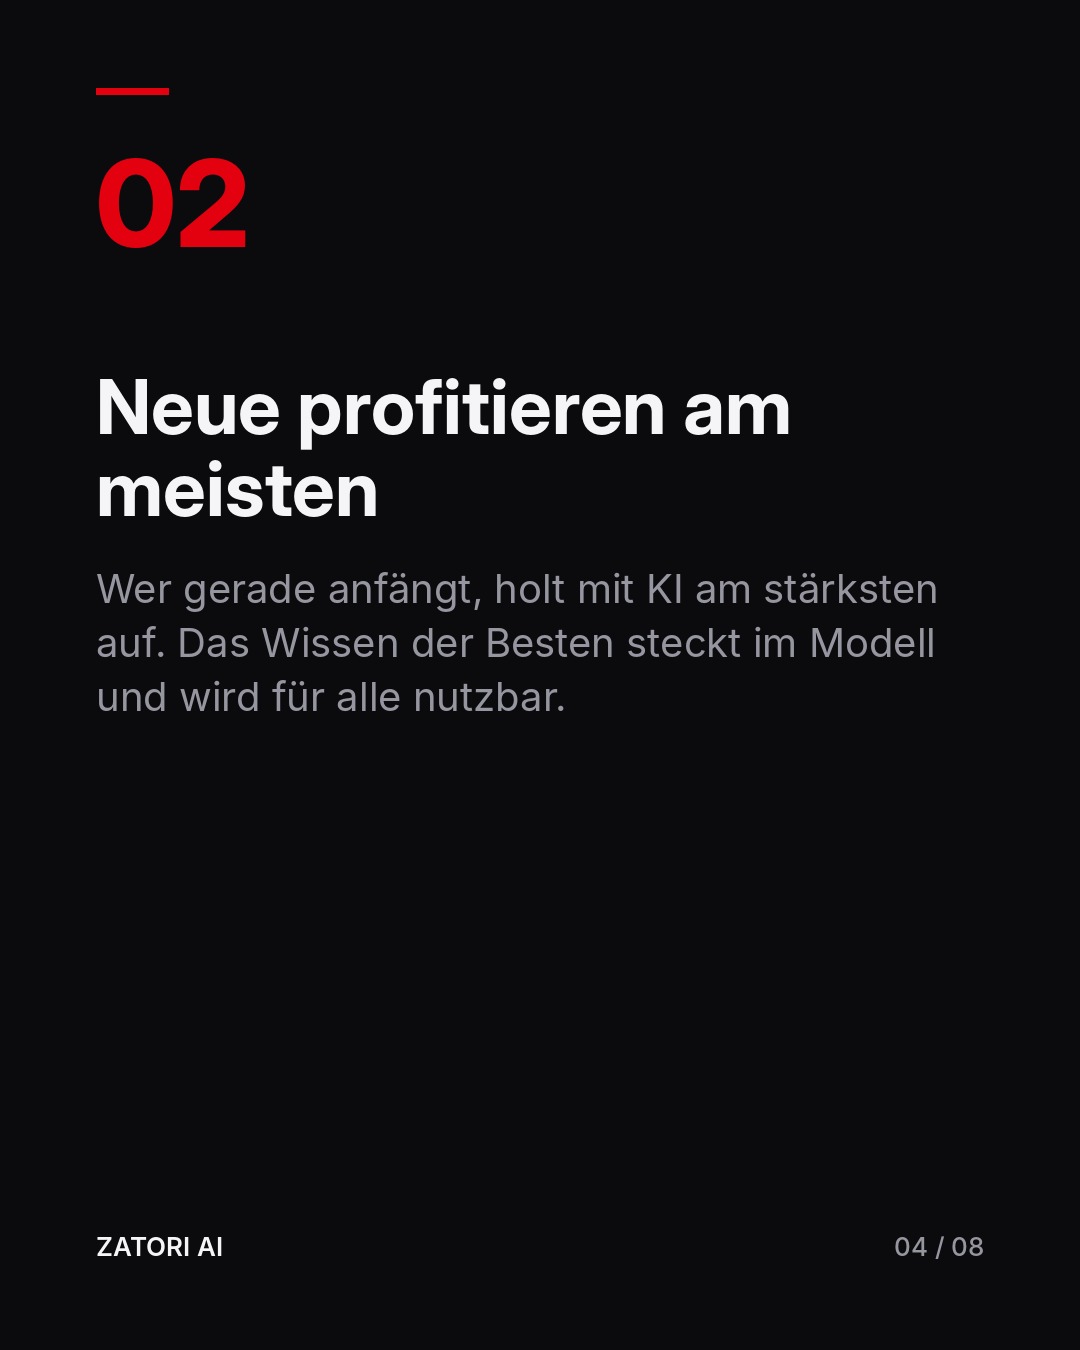 02
Neue profitieren am
meisten
Wer gerade anfängt, holt mit KI am stärksten
auf. Das Wissen der Besten steckt im Modell
und wird für alle nutzbar.
ZATORI AI
04 / 08